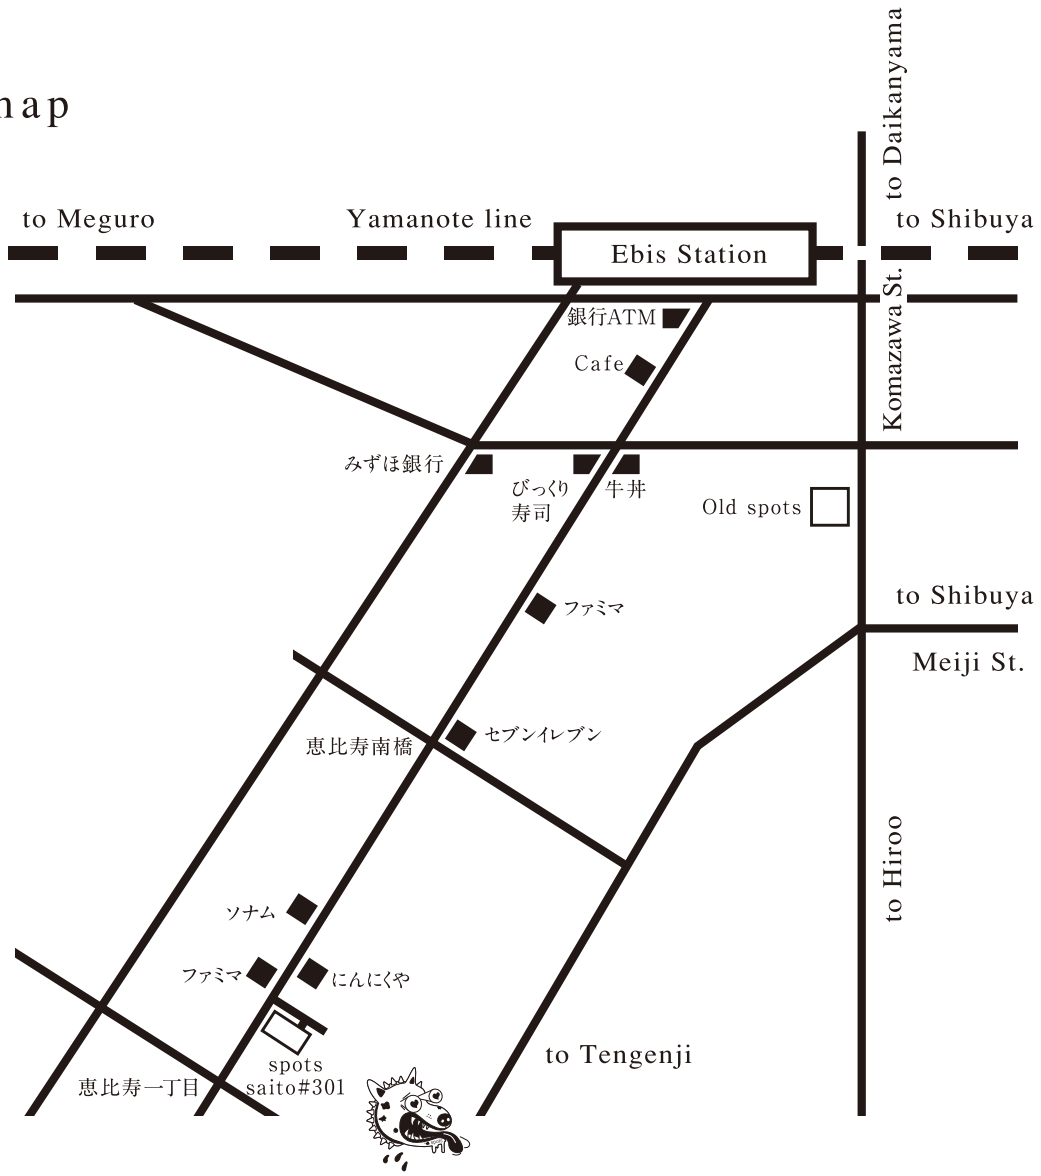 to Daikanyama
to Meguro
Yamanote line
Ebis Station
to Shibuya
Komazawa St.
銀行ATM
Cafe
みずほ銀行
びっくり
寿司
牛丼
Old spots
ファミマ
to Shibuya
Meiji St.
恵比寿南橋
セブンイレブン
to Hiroo
ソナム
ファミマ
にんにくや
to Tengenji
spots
saito#301
恵比寿一丁目